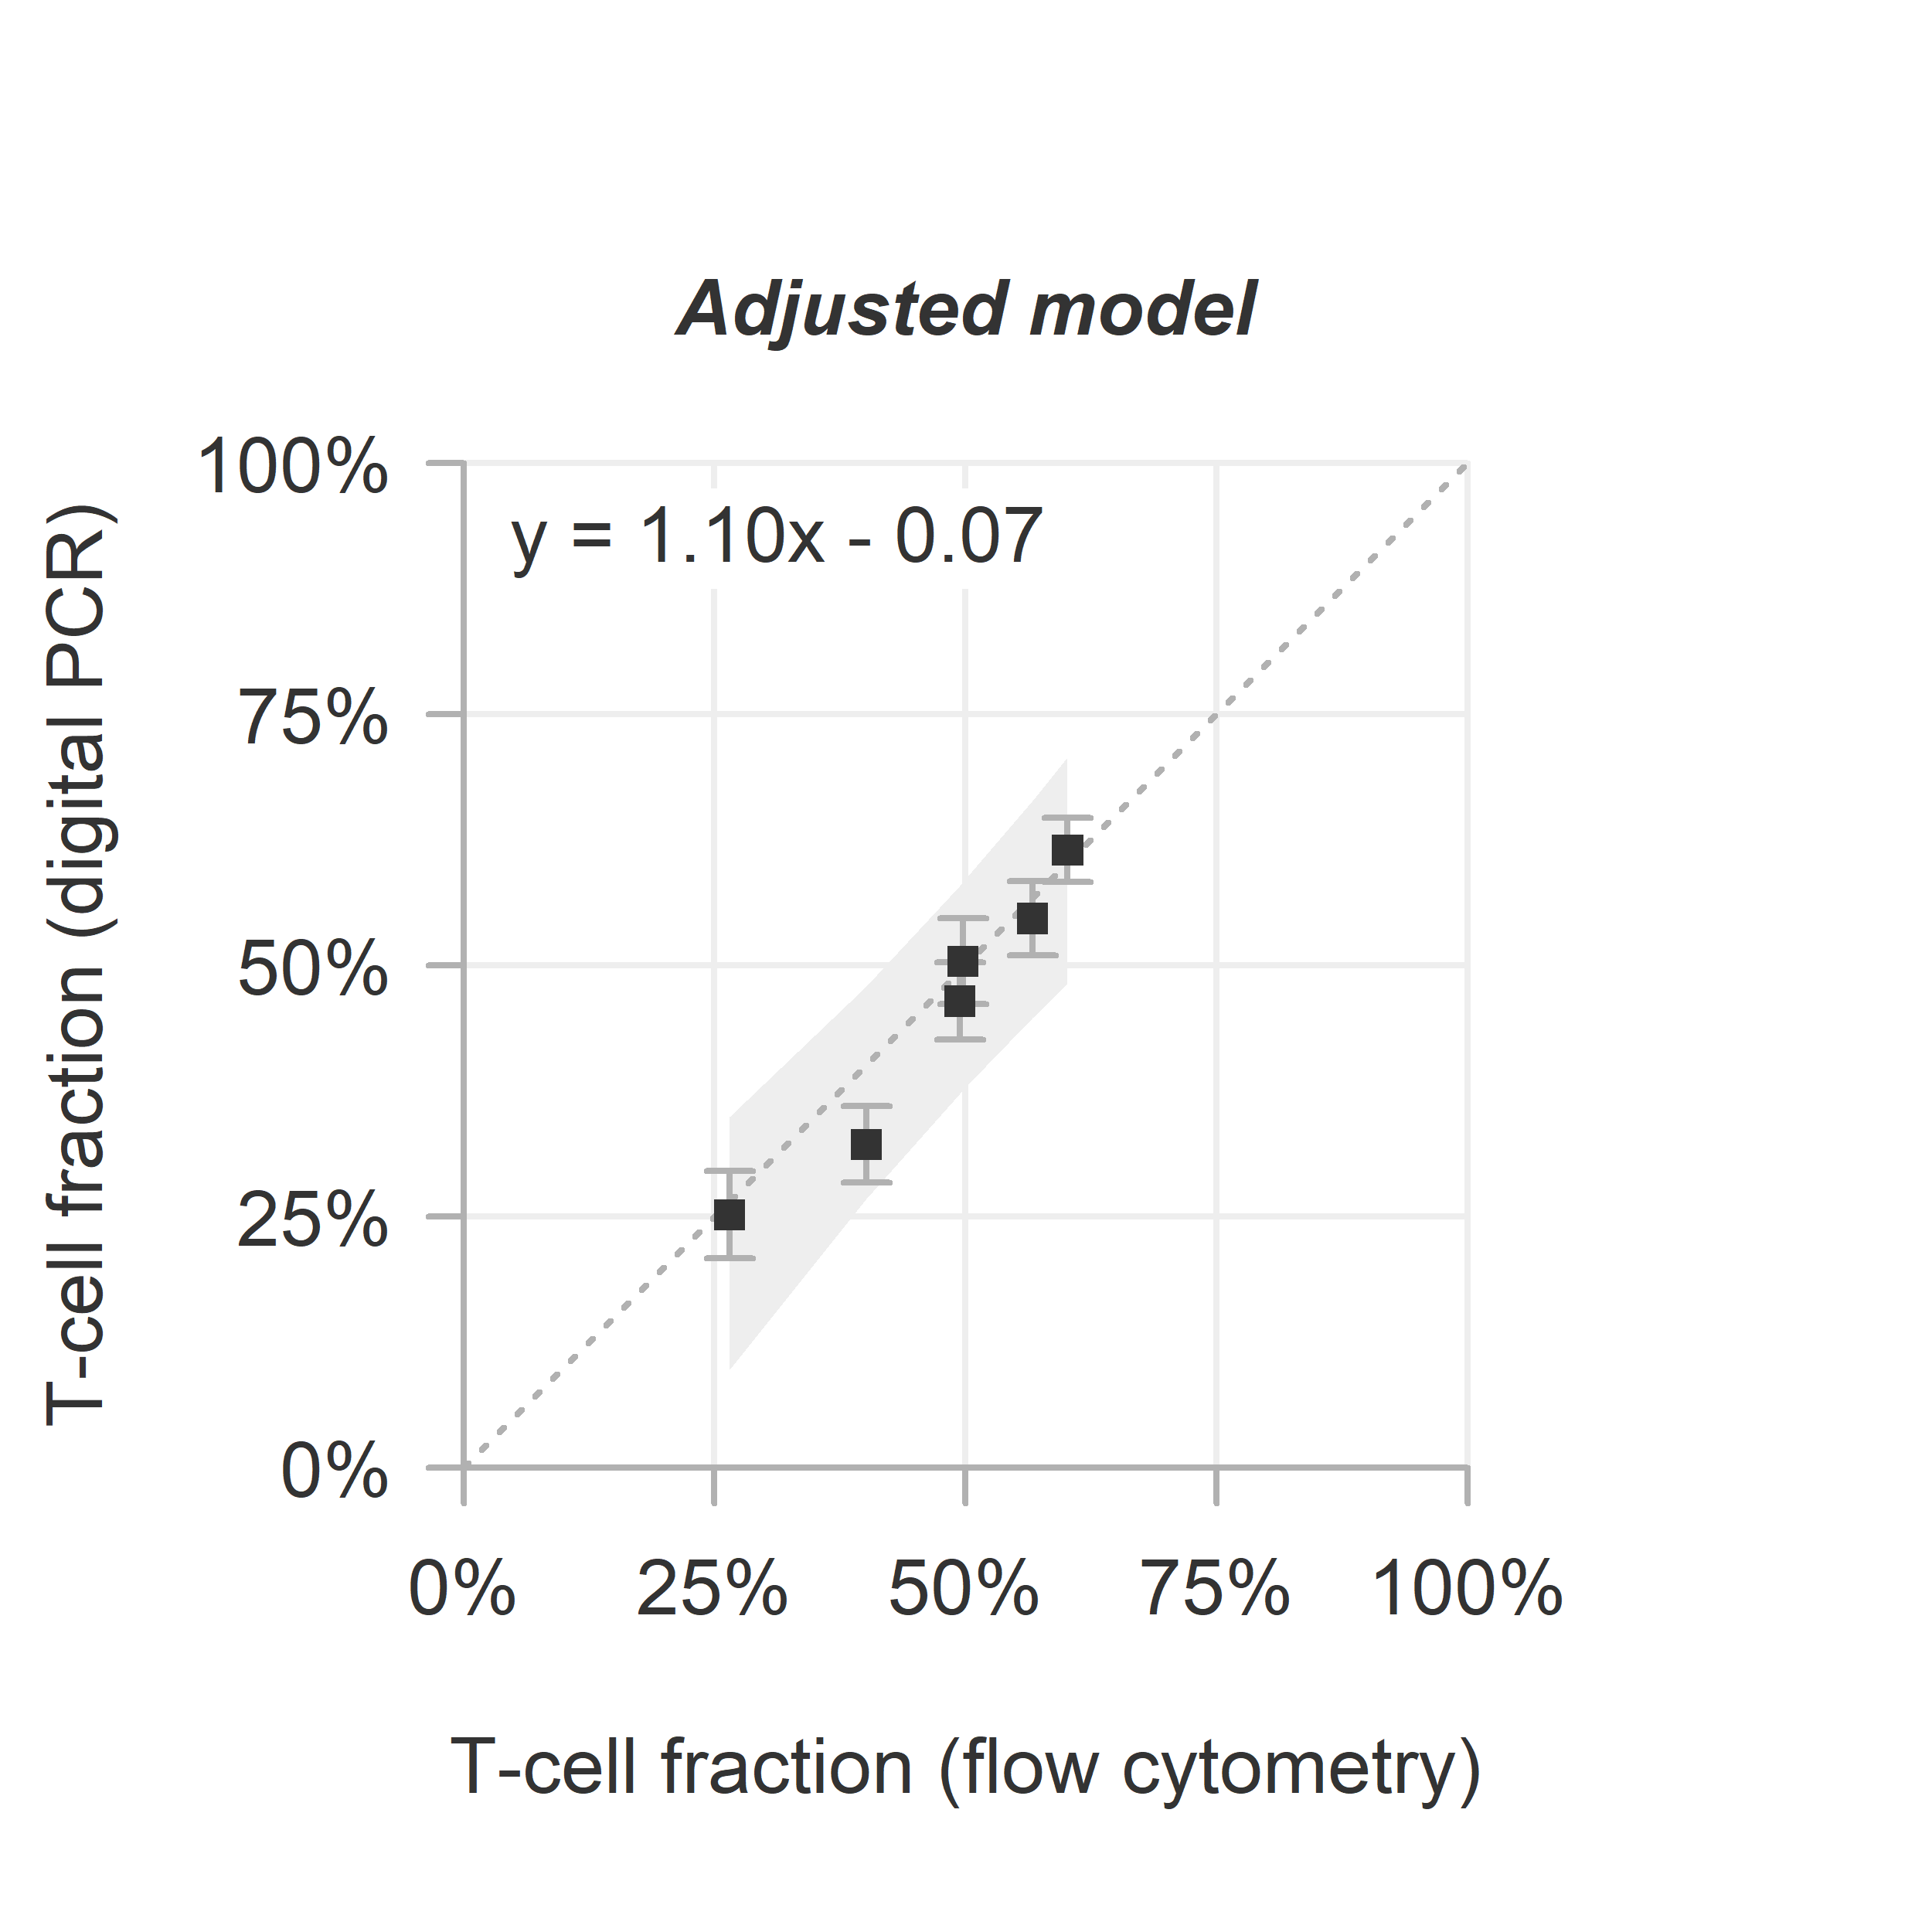 Adjusted model
y = 1.10x - 0.07
T-cell fraction (digital PCR)
100%
75%
50%
25%
0%
0% 25% 50% 75% 100%
T-cell fraction (flow cytometry)